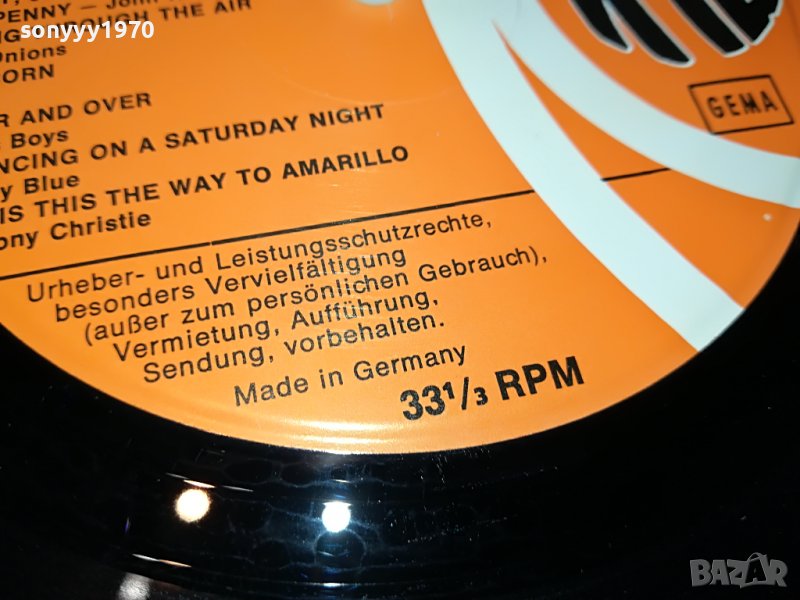 sonyyy1970
PENNY – John
THROUGH THE AIR
Onions
ORN
R AND OVER
Boys
NCING ON A SATURDAY NIGHT
y Blue
IS THIS THE WAY TO AMARILLO
ony Christie
GEMA
Urheber- und Leistungsschutzrechte,
besonders Vervielfältigung
(außer zum persönlichen Gebrauch),
Vermietung, Aufführung,
Sendung, vorbehalten.
Made in Germany
33 1/3 RPM
BAZAR